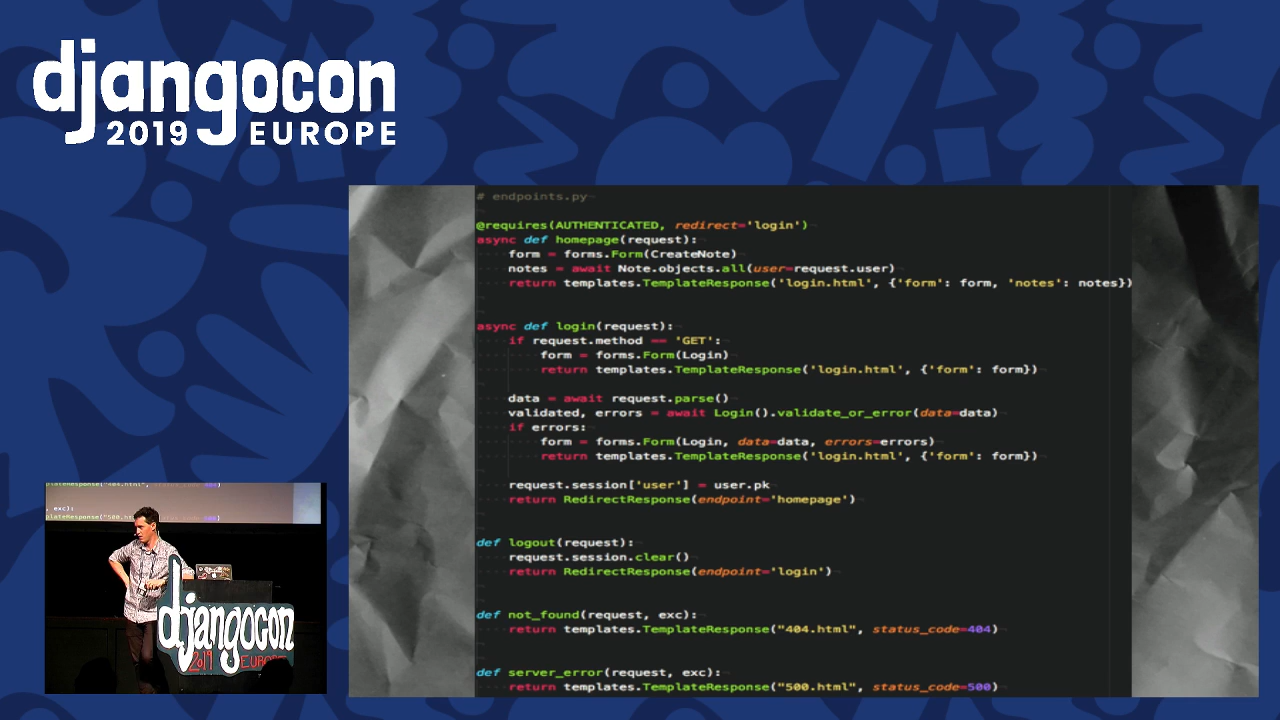 djangocon
2019 EUROPE
# endpoints.py
@requires(AUTHENTICATED, redirect='login')
async def homepage(request):
form = forms.Form(CreateNote)
notes = await Note.objects.all(user=request.user)
return templates.TemplateResponse('login.html', {'form': form, 'notes': notes})
async def login(request):
if request.method == 'GET':
form = forms.Form(Login)
return templates.TemplateResponse('login.html', {'form': form})
data = await request.parse()
validated, errors = await Login().validate_or_error(data=data)
if errors:
form = forms.Form(Login, data=data, errors=errors)
return templates.TemplateResponse('login.html', {'form': form})
request.session['user'] = user.pk
return RedirectResponse(endpoint='homepage')
def logout(request):
request.session.clear()
return RedirectResponse(endpoint='login')
def not_found(request, exc):
return templates.TemplateResponse("404.html", status_code=404)
def server_error(request, exc):
return templates.TemplateResponse("500.html", status_code=500)
, exc):
djangocon
2019 EUROPE